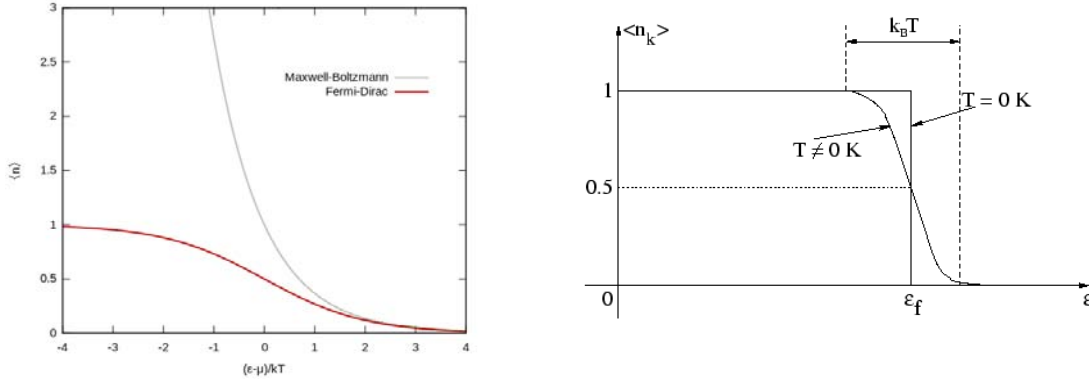 3
2.5
2
1.5
1
0.5
0
-4
-3
-2
-1
0
1
2
3
4
⟨n⟩
(ε-μ)/kT
Maxwell-Boltzmann
Fermi-Dirac
<n_k>
k_BT
1
0.5
0
T = 0 K
T ≠ 0 K
ε_f
ε